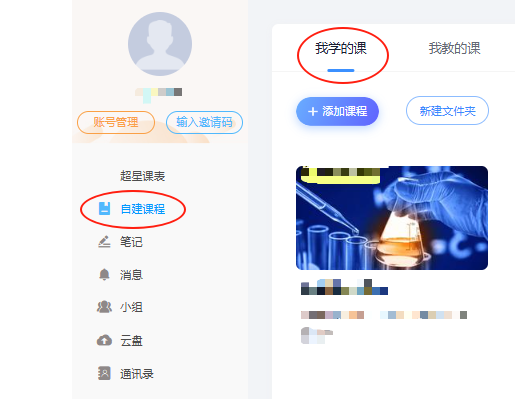 账号管理
输入邀请码
超星课表
自建课程
笔记
消息
小组
云盘
通讯录
我学的课
我教的课
+ 添加课程
新建文件夹